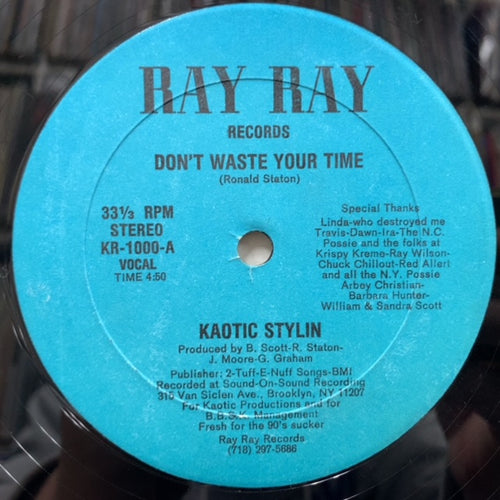 RAY RAY
RECORDS
DON'T WASTE YOUR TIME
(Ronald Staton)
33⅓ RPM
STEREO
KR-1000-A
VOCAL
TIME 4:50
Special Thanks
Linda-who destroyed me
Travis-Dawn-Ira-The N.C.
Possie and the folks at
Krispy Kreme-Ray Wilson-
Chuck Chillout-Red Allert
and all the N.Y. Possie
Arboy Christian-
Barbara Hunter-
William & Sandra Scott
KAOTIC STYLIN
Produced by B. Scott-R. Staton-
J. Moore-G. Graham
Publisher: 2-Tuff-E-Nuff Songs-BMI
Recorded at Sound-On-Sound Recording
315 Van Siclen Ave., Brooklyn, NY 11207
For Kaotic Productions and for
B.B.S.K. Management
Fresh for the 90's sucker
Ray Ray Records
(718) 297-5686